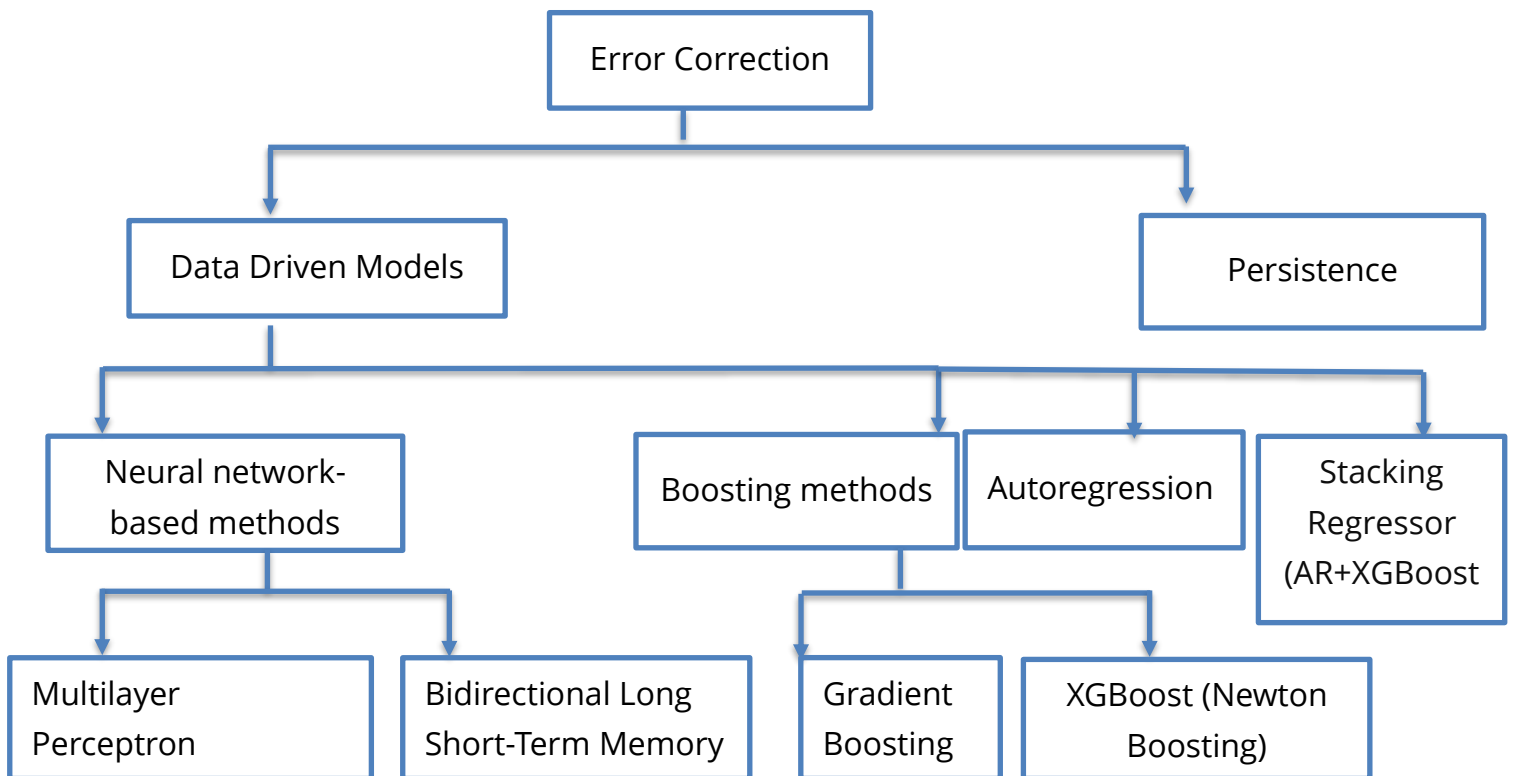 Error Correction
Data Driven Models
Persistence
Neural network-
based methods
Boosting methods
Autoregression
Stacking
Regressor
(AR+XGBoost
Multilayer
Perceptron
Bidirectional Long
Short-Term Memory
Gradient
Boosting
XGBoost (Newton
Boosting)